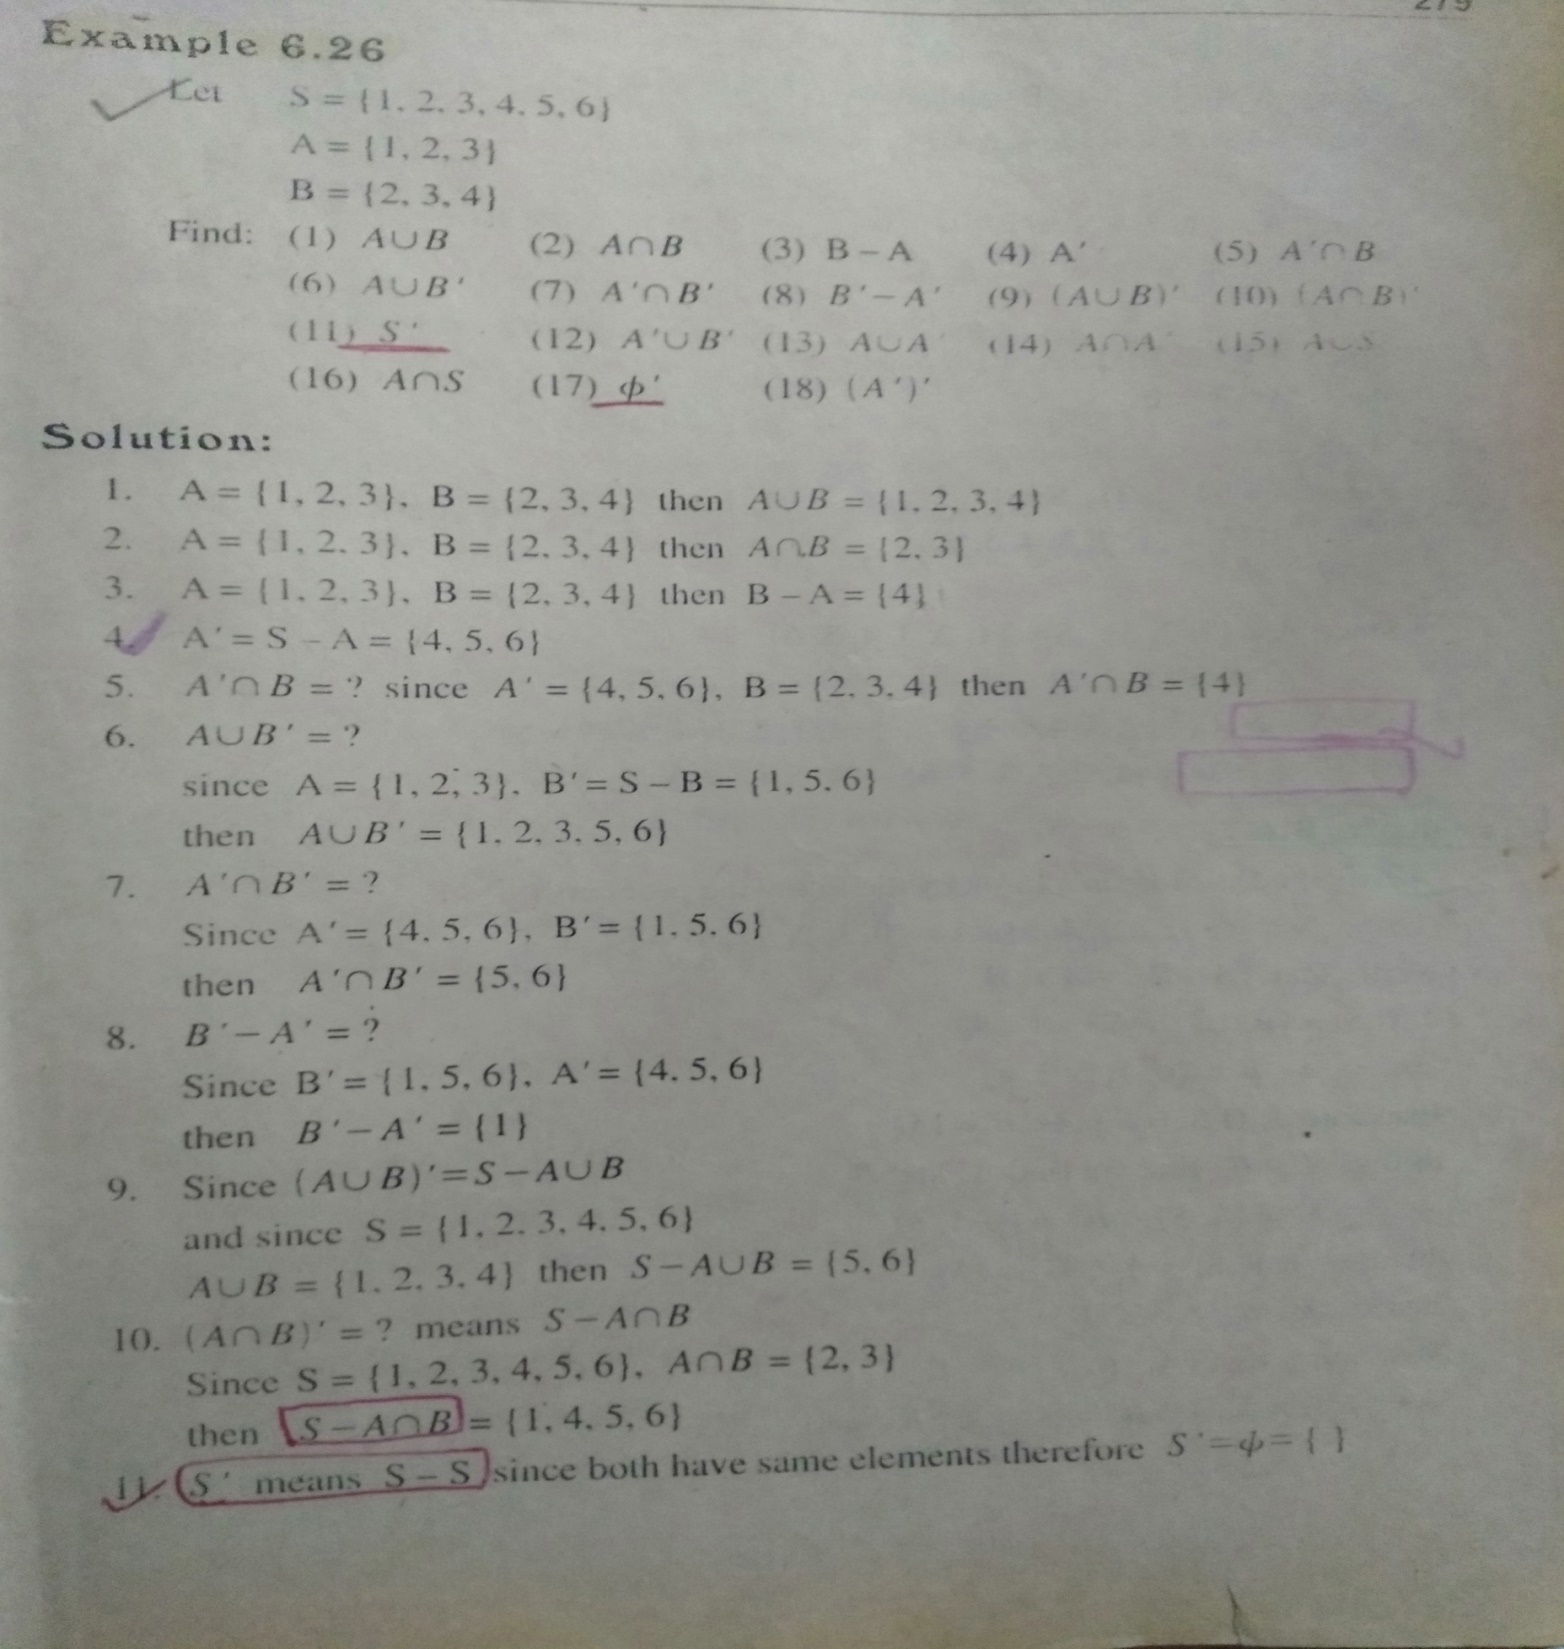 Example 6.26
Let S = {1, 2, 3, 4, 5, 6}
A = {1, 2, 3}
B = {2, 3, 4}
Find: (1) A∪B (2) A∩B (3) B – A (4) A′ (5) A′∩B
(6) A∪B′ (7) A′∩B′ (8) B′–A′ (9) (A∪B)′ (10) (A∩B)′
(11) S′ (12) A′∪B′ (13) A∪A′ (14) A∩A′ (15) A∪S
(16) A∩S (17) ϕ′ (18) (A′)′
Solution:
1. A = {1, 2, 3}, B = {2, 3, 4} then A∪B = {1, 2, 3, 4}
2. A = {1, 2, 3}, B = {2, 3, 4} then A∩B = {2, 3}
3. A = {1, 2, 3}, B = {2, 3, 4} then B – A = {4}
4. A′ = S – A = {4, 5, 6}
5. A′∩B = ? since A′ = {4, 5, 6}, B = {2, 3, 4} then A′∩B = {4}
6. A∪B′ = ?
since A = {1, 2, 3}, B′ = S – B = {1, 5, 6}
then A∪B′ = {1, 2, 3, 5, 6}
7. A′∩B′ = ?
Since A′ = {4, 5, 6}, B′ = {1, 5, 6}
then A′∩B′ = {5, 6}
8. B′–A′ = ?
Since B′ = {1, 5, 6}, A′ = {4, 5, 6}
then B′–A′ = {1}
9. Since (A∪B)′=S–A∪B
and since S = {1, 2, 3, 4, 5, 6}
A∪B = {1, 2, 3, 4} then S–A∪B = {5, 6}
10. (A∩B)′ = ? means S–A∩B
Since S = {1, 2, 3, 4, 5, 6}, A∩B = {2, 3}
then S–A∩B = {1, 4, 5, 6}
11. S′ means S – S since both have same elements therefore S′=ϕ={ }